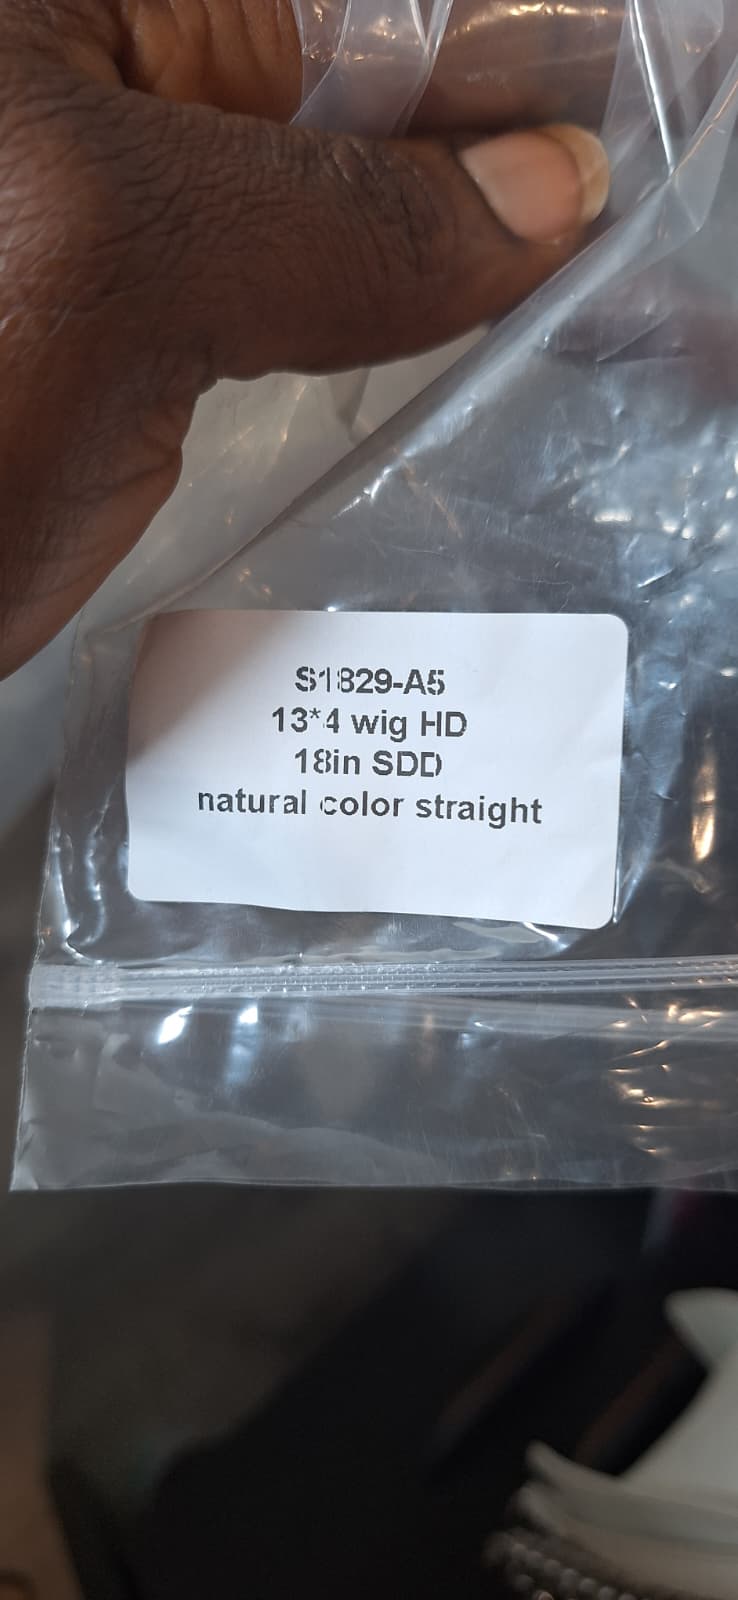 S1829-A5
13*4 wig HD
18in SDD
natural color straight